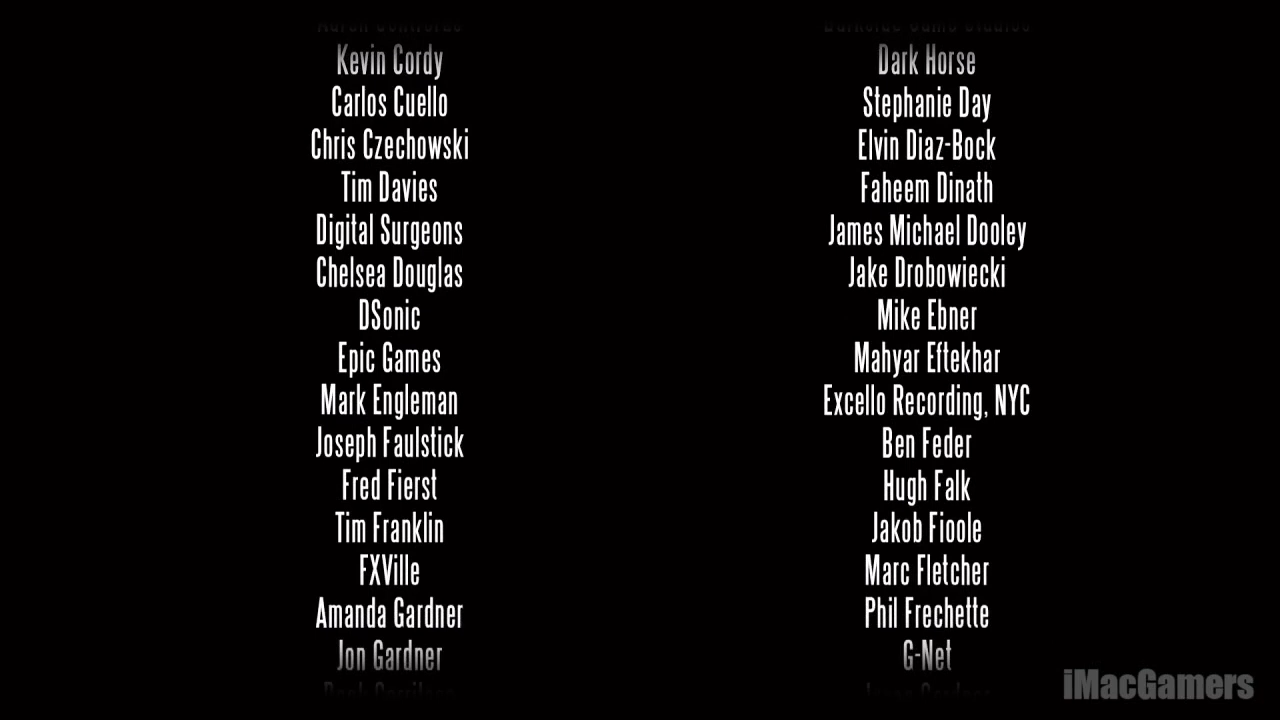 Kevin Cordy
Dark Horse
Carlos Cuello
Stephanie Day
Chris Czechowski
Elvin Diaz-Bock
Tim Davies
Faheem Dinath
Digital Surgeons
James Michael Dooley
Chelsea Douglas
Jake Drobowiecki
DSonic
Mike Ebner
Epic Games
Mahyar Eftekhar
Mark Engleman
Excello Recording, NYC
Joseph Faulstick
Ben Feder
Fred Fierst
Hugh Falk
Tim Franklin
Jakob Fioole
FXVille
Marc Fletcher
Amanda Gardner
Phil Frechette
Jon Gardner
G-Net
iMacGamers